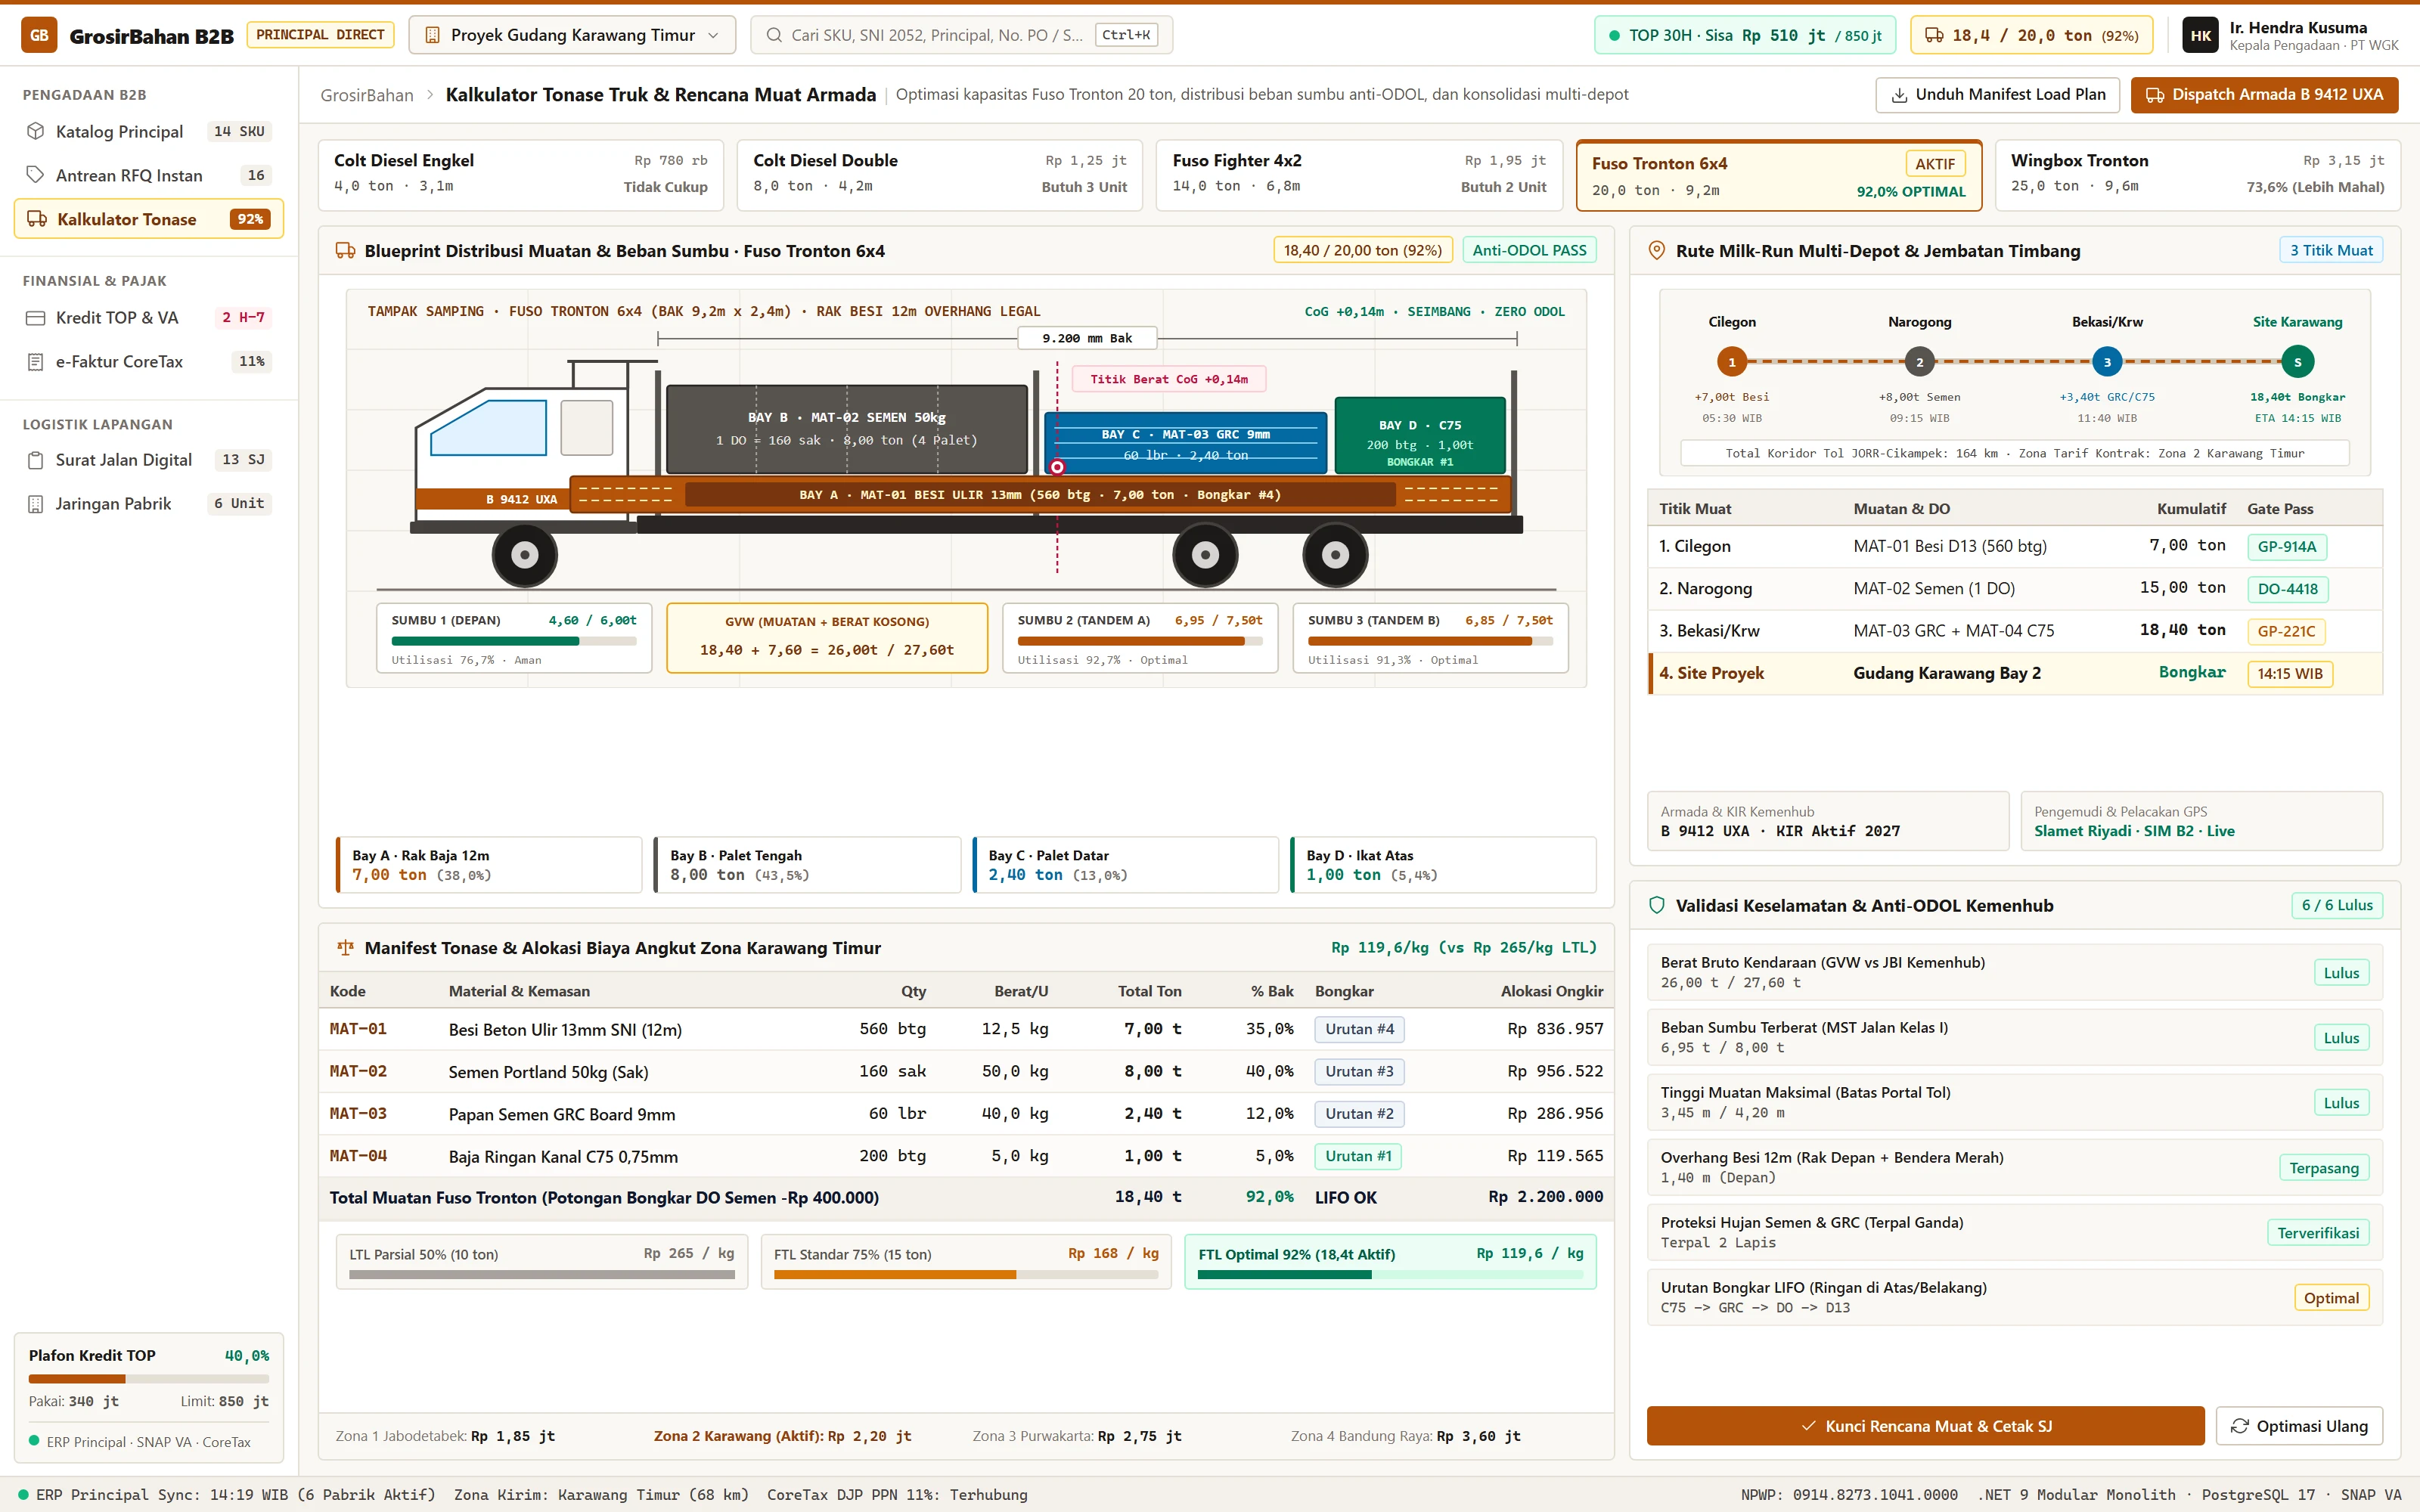 GB GrosirBahan B2B PRINCIPAL DIRECT Proyek Gudang Karawang Timur Cari SKU, SNI 2052, Principal, No. PO / S... Ctrl+K TOP 30H · Sisa Rp 510 jt / 850 jt 18,4 / 20,0 ton (92%) HK Ir. Hendra Kusuma
Kepala Pengadaan · PT WGK
PENGADAAN B2B
Katalog Principal 14 SKU
Antrean RFQ Instan 16
Kalkulator Tonase 92%
FINANSIAL & PAJAK
Kredit TOP & VA 2 H-7
e-Faktur CoreTax 11%
LOGISTIK LAPANGAN
Surat Jalan Digital 13 SJ
Jaringan Pabrik 6 Unit
Plafon Kredit TOP 40,0%
Pakai: 340 jt Limit: 850 jt
ERP Principal · SNAP VA · CoreTax
GrosirBahan Kalkulator Tonase Truk & Rencana Muat Armada Optimasi kapasitas Fuso Tronton 20 ton, distribusi beban sumbu anti-ODOL, dan konsolidasi multi-depot Unduh Manifest Load Plan Dispatch Armada B 9412 UXA
Colt Diesel Engkel Rp 780 rb
4,0 ton · 3,1m Tidak Cukup
Colt Diesel Double Rp 1,25 jt
8,0 ton · 4,2m Butuh 3 Unit
Fuso Fighter 4x2 Rp 1,95 jt
14,0 ton · 6,8m Butuh 2 Unit
Fuso Tronton 6x4 AKTIF
20,0 ton · 9,2m 92,0% OPTIMAL
Wingbox Tronton Rp 3,15 jt
25,0 ton · 9,6m 73,6% (Lebih Mahal)
Blueprint Distribusi Muatan & Beban Sumbu · Fuso Tronton 6x4 18,40 / 20,00 ton (92%) Anti-ODOL PASS
TAMPAK SAMPING · FUSO TRONTON 6x4 (BAK 9,2m x 2,4m) · RAK BESI 12m OVERHANG LEGAL CoG +0,14m · SEIMBANG · ZERO ODOL
9.200 mm Bak
Titik Berat CoG +0,14m
BAY B · MAT-02 SEMEN 50kg
1 DO = 160 sak · 8,00 ton (4 Palet)
BAY C · MAT-03 GRC 9mm
60 lbr · 2,40 ton
BAY D · C75
200 btg · 1,00t
BONGKAR #1
B 9412 UXA
BAY A · MAT-01 BESI ULIR 13mm (560 btg · 7,00 ton · Bongkar #4)
SUMBU 1 (DEPAN) 4,60 / 6,00t
Utilisasi 76,7% · Aman
GVW (MUATAN + BERAT KOSONG)
18,40 + 7,60 = 26,00t / 27,60t
SUMBU 2 (TANDEM A) 6,95 / 7,50t
Utilisasi 92,7% · Optimal
SUMBU 3 (TANDEM B) 6,85 / 7,50t
Utilisasi 91,3% · Optimal
Bay A · Rak Baja 12m
7,00 ton (38,0%)
Bay B · Palet Tengah
8,00 ton (43,5%)
Bay C · Palet Datar
2,40 ton (13,0%)
Bay D · Ikat Atas
1,00 ton (5,4%)
Manifest Tonase & Alokasi Biaya Angkut Zona Karawang Timur Rp 119,6/kg (vs Rp 265/kg LTL)
Kode Material & Kemasan Qty Berat/U Total Ton % Bak Bongkar Alokasi Ongkir
MAT-01 Besi Beton Ulir 13mm SNI (12m) 560 btg 12,5 kg 7,00 t 35,0% Urutan #4 Rp 836.957
MAT-02 Semen Portland 50kg (Sak) 160 sak 50,0 kg 8,00 t 40,0% Urutan #3 Rp 956.522
MAT-03 Papan Semen GRC Board 9mm 60 lbr 40,0 kg 2,40 t 12,0% Urutan #2 Rp 286.956
MAT-04 Baja Ringan Kanal C75 0,75mm 200 btg 5,0 kg 1,00 t 5,0% Urutan #1 Rp 119.565
Total Muatan Fuso Tronton (Potongan Bongkar DO Semen -Rp 400.000) 18,40 t 92,0% LIFO OK Rp 2.200.000
LTL Parsial 50% (10 ton) Rp 265 / kg
FTL Standar 75% (15 ton) Rp 168 / kg
FTL Optimal 92% (18,4t Aktif) Rp 119,6 / kg
Zona 1 Jabodetabek: Rp 1,85 jt Zona 2 Karawang (Aktif): Rp 2,20 jt Zona 3 Purwakarta: Rp 2,75 jt Zona 4 Bandung Raya: Rp 3,60 jt
Rute Milk-Run Multi-Depot & Jembatan Timbang 3 Titik Muat
Cilegon Narogong Bekasi/Krw Site Karawang
1 2 3 S
+7,00t Besi +8,00t Semen +3,40t GRC/C75 18,40t Bongkar
05:30 WIB 09:15 WIB 11:40 WIB ETA 14:15 WIB
Total Koridor Tol JORR-Cikampek: 164 km · Zona Tarif Kontrak: Zona 2 Karawang Timur
Titik Muat Muatan & DO Kumulatif Gate Pass
1. Cilegon MAT-01 Besi D13 (560 btg) 7,00 ton GP-914A
2. Narogong MAT-02 Semen (1 DO) 15,00 ton DO-4418
3. Bekasi/Krw MAT-03 GRC + MAT-04 C75 18,40 ton GP-221C
4. Site Proyek Gudang Karawang Bay 2 Bongkar 14:15 WIB
Armada & KIR Kemenhub
B 9412 UXA · KIR Aktif 2027
Pengemudi & Pelacakan GPS
Slamet Riyadi · SIM B2 · Live
Validasi Keselamatan & Anti-ODOL Kemenhub 6 / 6 Lulus
Berat Bruto Kendaraan (GVW vs JBI Kemenhub)
26,00 t / 27,60 t Lulus
Beban Sumbu Terberat (MST Jalan Kelas I)
6,95 t / 8,00 t Lulus
Tinggi Muatan Maksimal (Batas Portal Tol)
3,45 m / 4,20 m Lulus
Overhang Besi 12m (Rak Depan + Bendera Merah)
1,40 m (Depan) Terpasang
Proteksi Hujan Semen & GRC (Terpal Ganda)
Terpal 2 Lapis Terverifikasi
Urutan Bongkar LIFO (Ringan di Atas/Belakang)
C75 -> GRC -> DO -> D13 Optimal
Kunci Rencana Muat & Cetak SJ Optimasi Ulang
ERP Principal Sync: 14:19 WIB (6 Pabrik Aktif) Zona Kirim: Karawang Timur (68 km) CoreTax DJP PPN 11%: Terhubung NPWP: 0914.8273.1041.0000 .NET 9 Modular Monolith · PostgreSQL 17 · SNAP VA